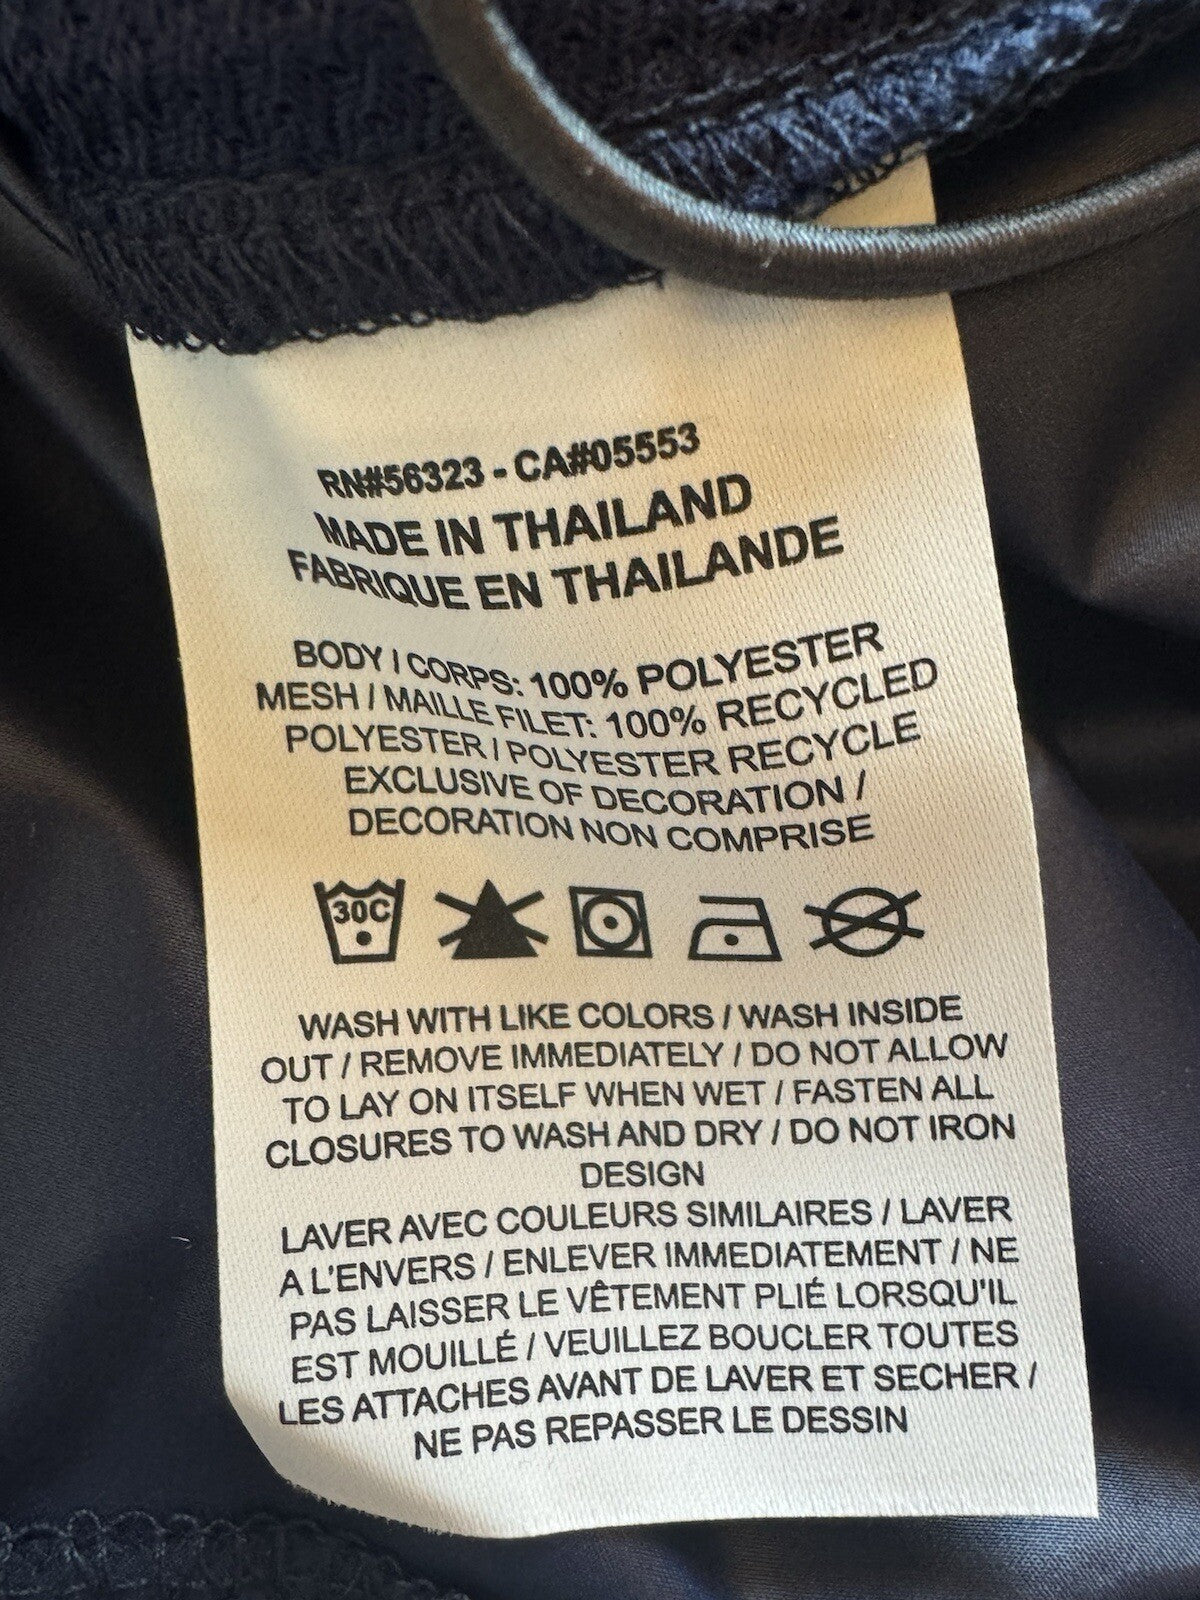 RN#56323 - CA#05553
MADE IN THAILAND
FABRIQUE EN THAILANDE
BODY / CORPS: 100% POLYESTER
MESH / MAILLE FILET: 100% RECYCLED
POLYESTER / POLYESTER RECYCLE
EXCLUSIVE OF DECORATION /
DECORATION NON COMPRISE
30C
WASH WITH LIKE COLORS / WASH INSIDE
OUT / REMOVE IMMEDIATELY / DO NOT ALLOW
TO LAY ON ITSELF WHEN WET / FASTEN ALL
CLOSURES TO WASH AND DRY / DO NOT IRON
DESIGN
LAVER AVEC COULEURS SIMILAIRES / LAVER
A L'ENVERS / ENLEVER IMMEDIATEMENT / NE
PAS LAISSER LE VÊTEMENT PLIÉ LORSQU'IL
EST MOUILLÉ / VEUILLEZ BOUCLER TOUTES
LES ATTACHES AVANT DE LAVER ET SECHER /
NE PAS REPASSER LE DESSIN